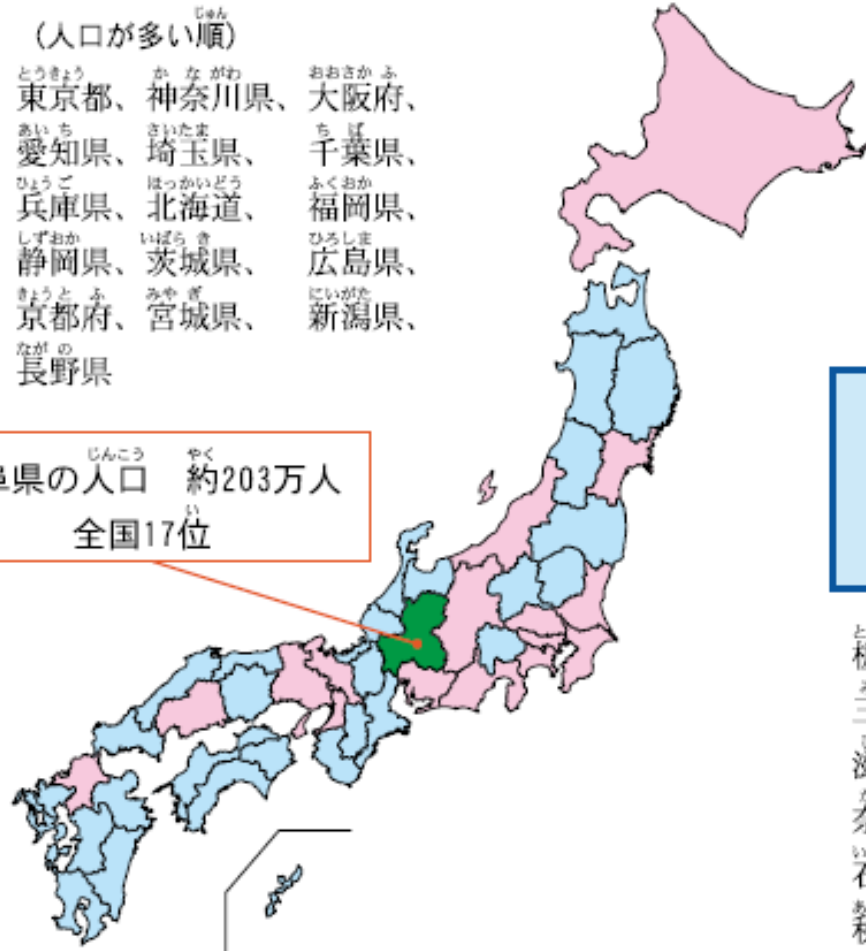 (人口が多い順)
東京都、神奈川県、大阪府、
愛知県、埼玉県、千葉県、
兵庫県、北海道、福岡県、
静岡県、茨城県、広島県、
京都府、宮城県、新潟県、
長野県
県の人口 約203万人
全国17位